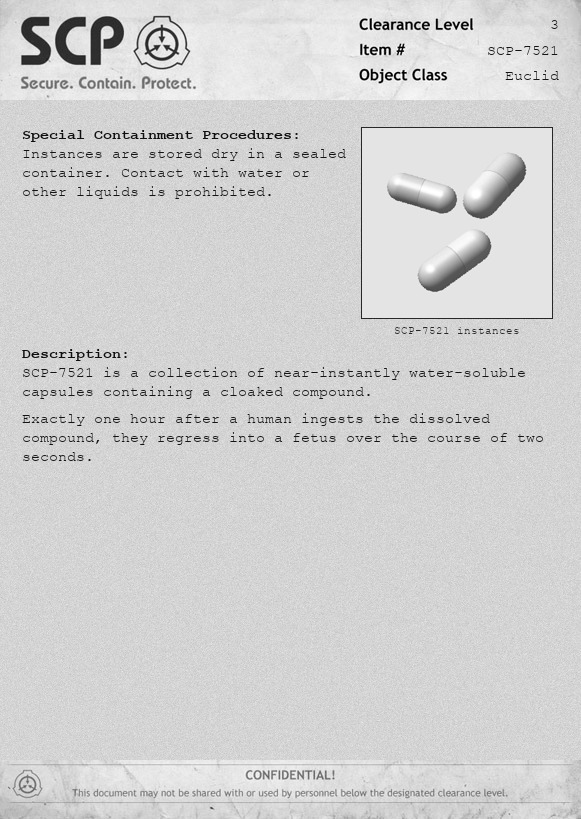 SCP
Secure. Contain. Protect.
Clearance Level 3
Item # SCP-7521
Object Class Euclid
Special Containment Procedures:
Instances are stored dry in a sealed
container. Contact with water or
other liquids is prohibited.
SCP-7521 instances
Description:
SCP-7521 is a collection of near-instantly water-soluble
capsules containing a cloaked compound.
Exactly one hour after a human ingests the dissolved
compound, they regress into a fetus over the course of two
seconds.
CONFIDENTIAL!
This document may not be shared with or used by personnel below the designated clearance level.